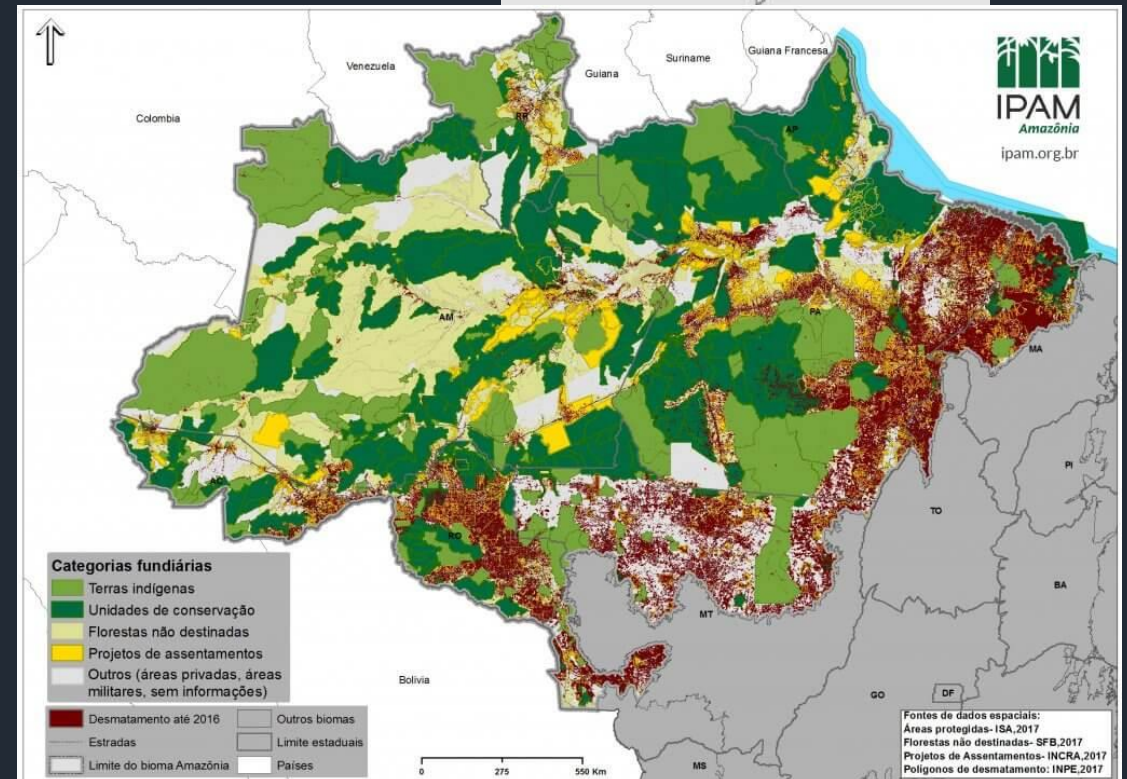 Venezuela
Guiana
Suriname
Guiana Francesa
Colombia
IPAM
Amazônia
ipam.org.br
RR
AP
AM
PA
MA
AC
RO
PI
TO
BA
MT
Bolivia
GO
DF
MS
Categorias fundiárias
Terras indígenas
Unidades de conservação
Florestas não destinadas
Projetos de assentamentos
Outros (áreas privadas, áreas
militares, sem informações)
Desmatamento até 2016
Outros biomas
Estradas
Limite estaduais
Limite do bioma Amazônia
Países
0 275 550 Km
Fontes de dados espaciais:
Áreas protegidas- ISA,2017
Florestas não destinadas- SFB,2017
Projetos de Assentamentos- INCRA,2017
Polígonos de desmatamento: INPE,2017